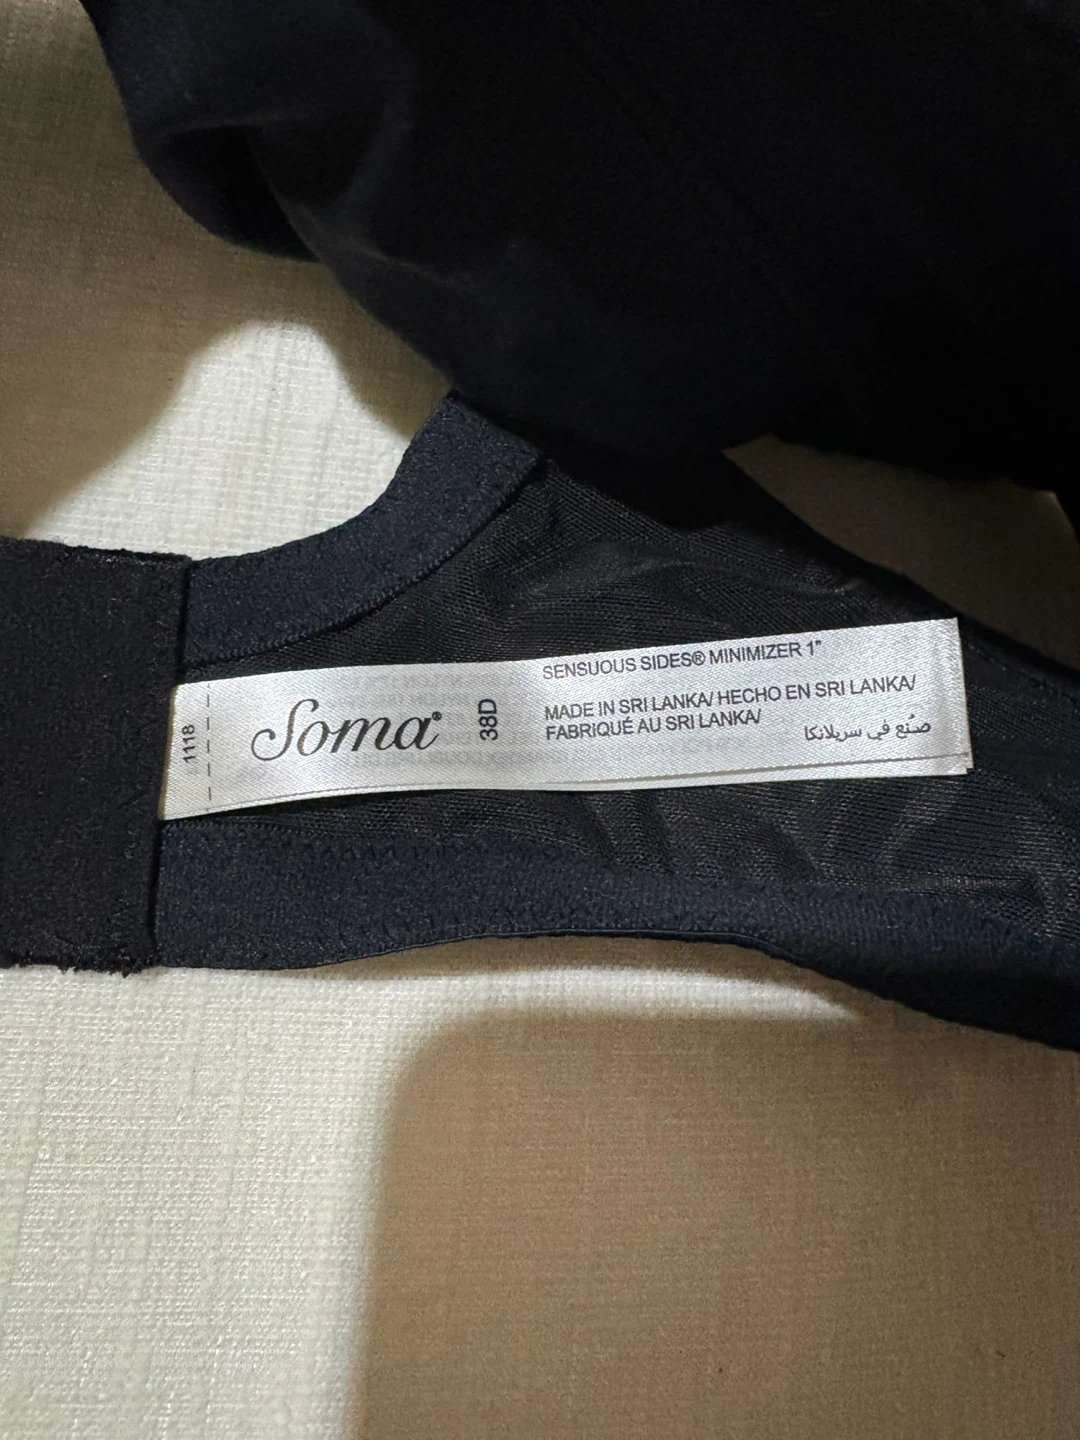 1118
Soma®
38D
SENSUOUS SIDES® MINIMIZER 1"
MADE IN SRI LANKA/ HECHO EN SRI LANKA/
FABRIQUÉ AU SRI LANKA/
صُنع في سريلانكا